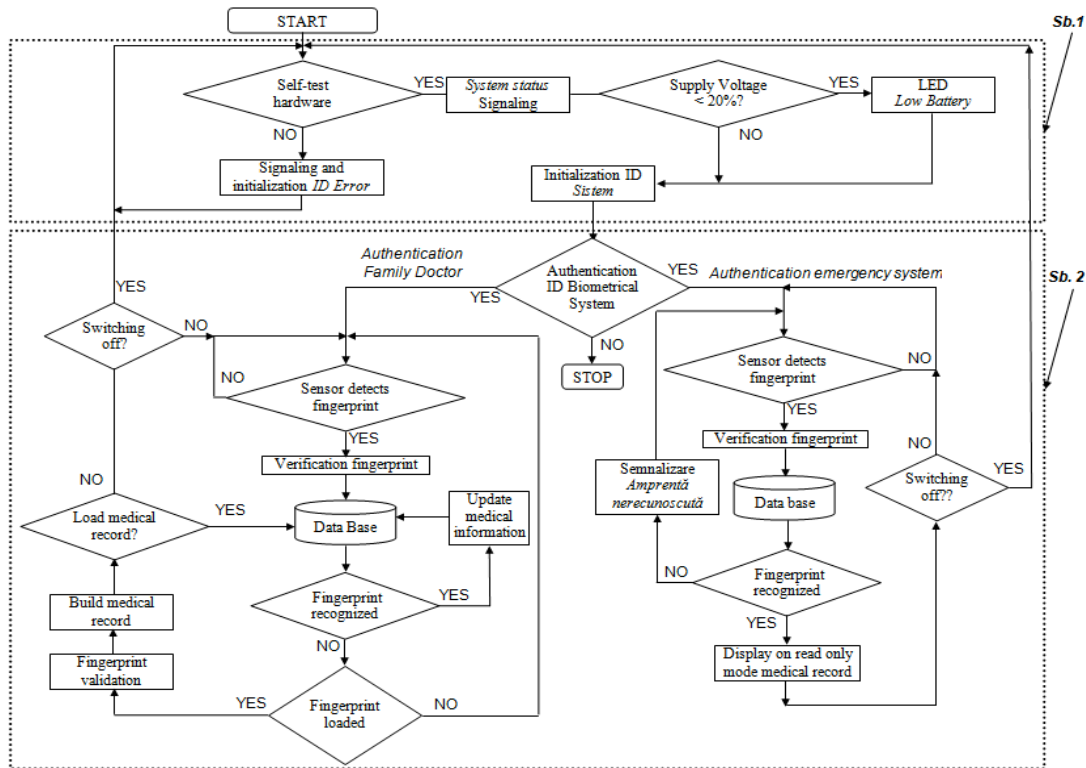 START
Sb.1
Self-test
hardware
YES
System status
Signaling
Supply Voltage
< 20%?
YES
LED
Low Battery
NO
NO
Signaling and
initialization ID Error
Initialization ID
Sistem
Authentication
Family Doctor
Authentication
ID Biometrical
System
YES
YES
Authentication emergency system
Sb. 2
NO
STOP
YES
Switching
off?
NO
NO
Sensor detects
fingerprint
YES
Verification fingerprint
Data Base
Update
medical
information
NO
Load medical
record?
YES
Fingerprint
recognized
YES
NO
Build medical
record
Fingerprint
validation
YES
Fingerprint
loaded
NO
Sensor detects
fingerprint
NO
YES
Verification fingerprint
Semnalizare
Amprentă
nerecunoscută
Data base
NO
Switching
off??
YES
NO
Fingerprint
recognized
YES
Display on read only
mode medical record